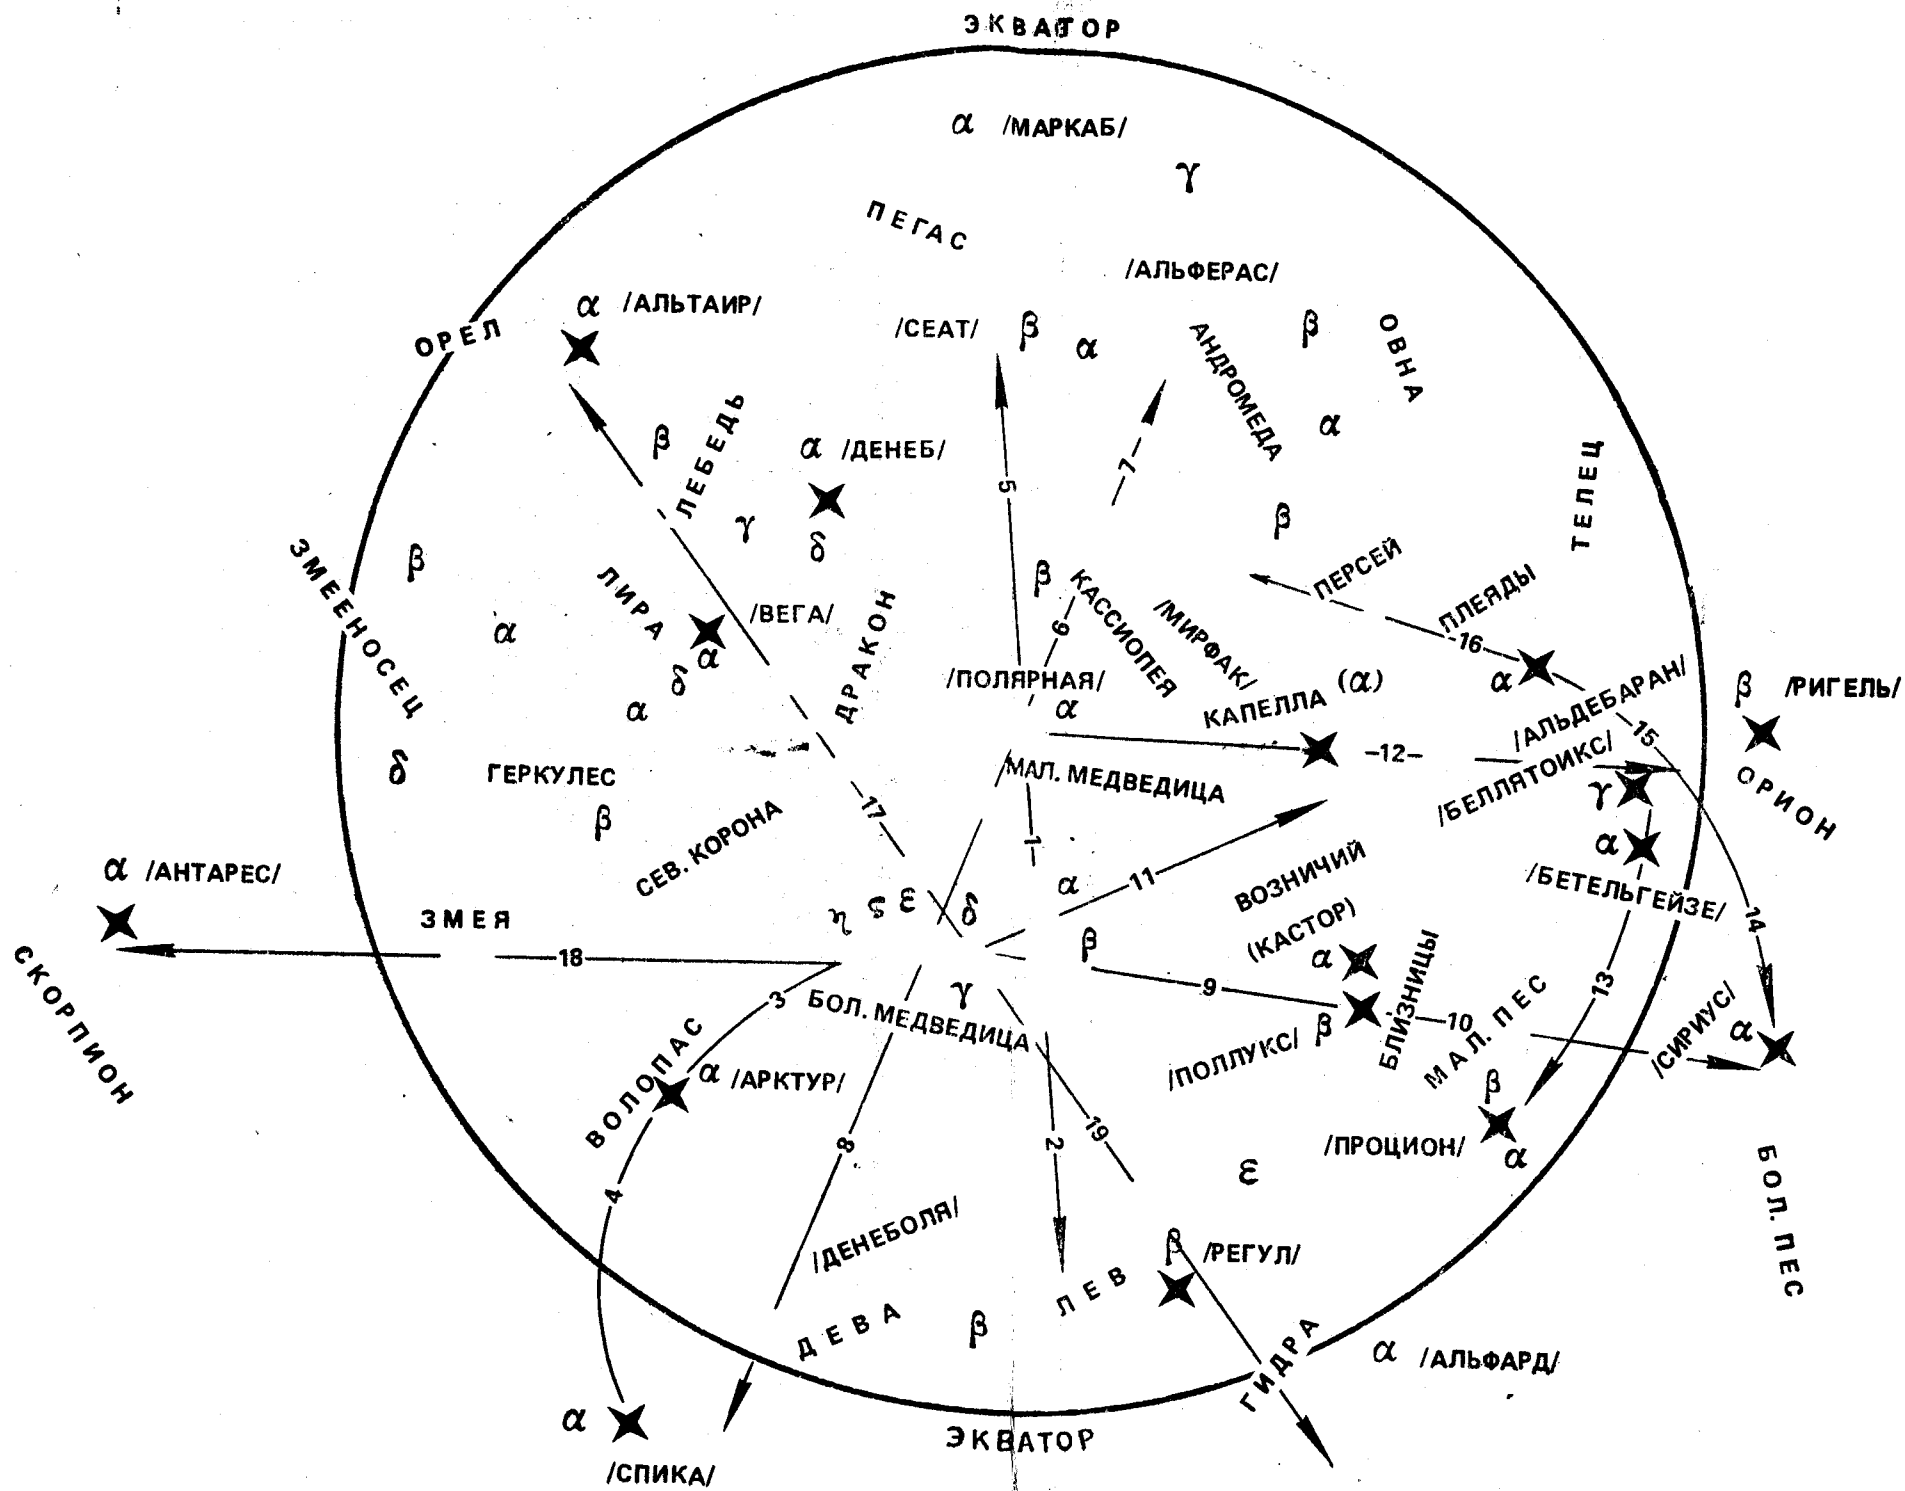 ЭКВАТОР
α /МАРКАБ/
γ
ПЕГАС
/АЛЬФЕРАС/
α /АЛЬТАИР/
ОРЕЛ
/СЕАТ/ β
α
β
ОВНА
АНДРОМЕДА
α
β
ЛЕБЕДЬ
α /ДЕНЕБ/
γ
δ
5
7
β
ТЕЛЕЦ
ПЕРСЕЙ
ПЛЕЯДЫ
16
ЗМЕЕНОСЕЦ
β
α
ЛИРА
/ВЕГА/
α
δ
α
ДРАКОН
β
КАССИОПЕЯ
6
/МИРФАК/
/ПОЛЯРНАЯ/
α
КАПЕЛЛА (α)
α
/АЛЬДЕБАРАН/
15
β /РИГЕЛЬ/
ОРИОН
δ
ГЕРКУЛЕС
β
СЕВ. КОРОНА
17
МАЛ. МЕДВЕДИЦА
12
/БЕЛЛЯТОИКС/
γ
α
/БЕТЕЛЬГЕЙЗЕ/
1
α
11
ВОЗНИЧИЙ
(КАСТОР)
α
α /АНТАРЕС/
СКОРПИОН
ЗМЕЯ
18
η ς ε δ
β
γ
БОЛ. МЕДВЕДИЦА
3
9
/ПОЛЛУКС/ β
БЛИЗНИЦЫ
10
МАЛ. ПЕС
13
14
/СИРИУС/
α
ВОЛОПАС
α /АРКТУР/
4
8
2
19
β
/ПРОЦИОН/
α
ε
БОЛ. ПЕС
/ДЕНЕБОЛЯ/
β /РЕГУЛ/
ЛЕВ
ДЕВА
β
ГИДРА
α /АЛЬФАРД/
α
/СПИКА/
ЭКВАТОР